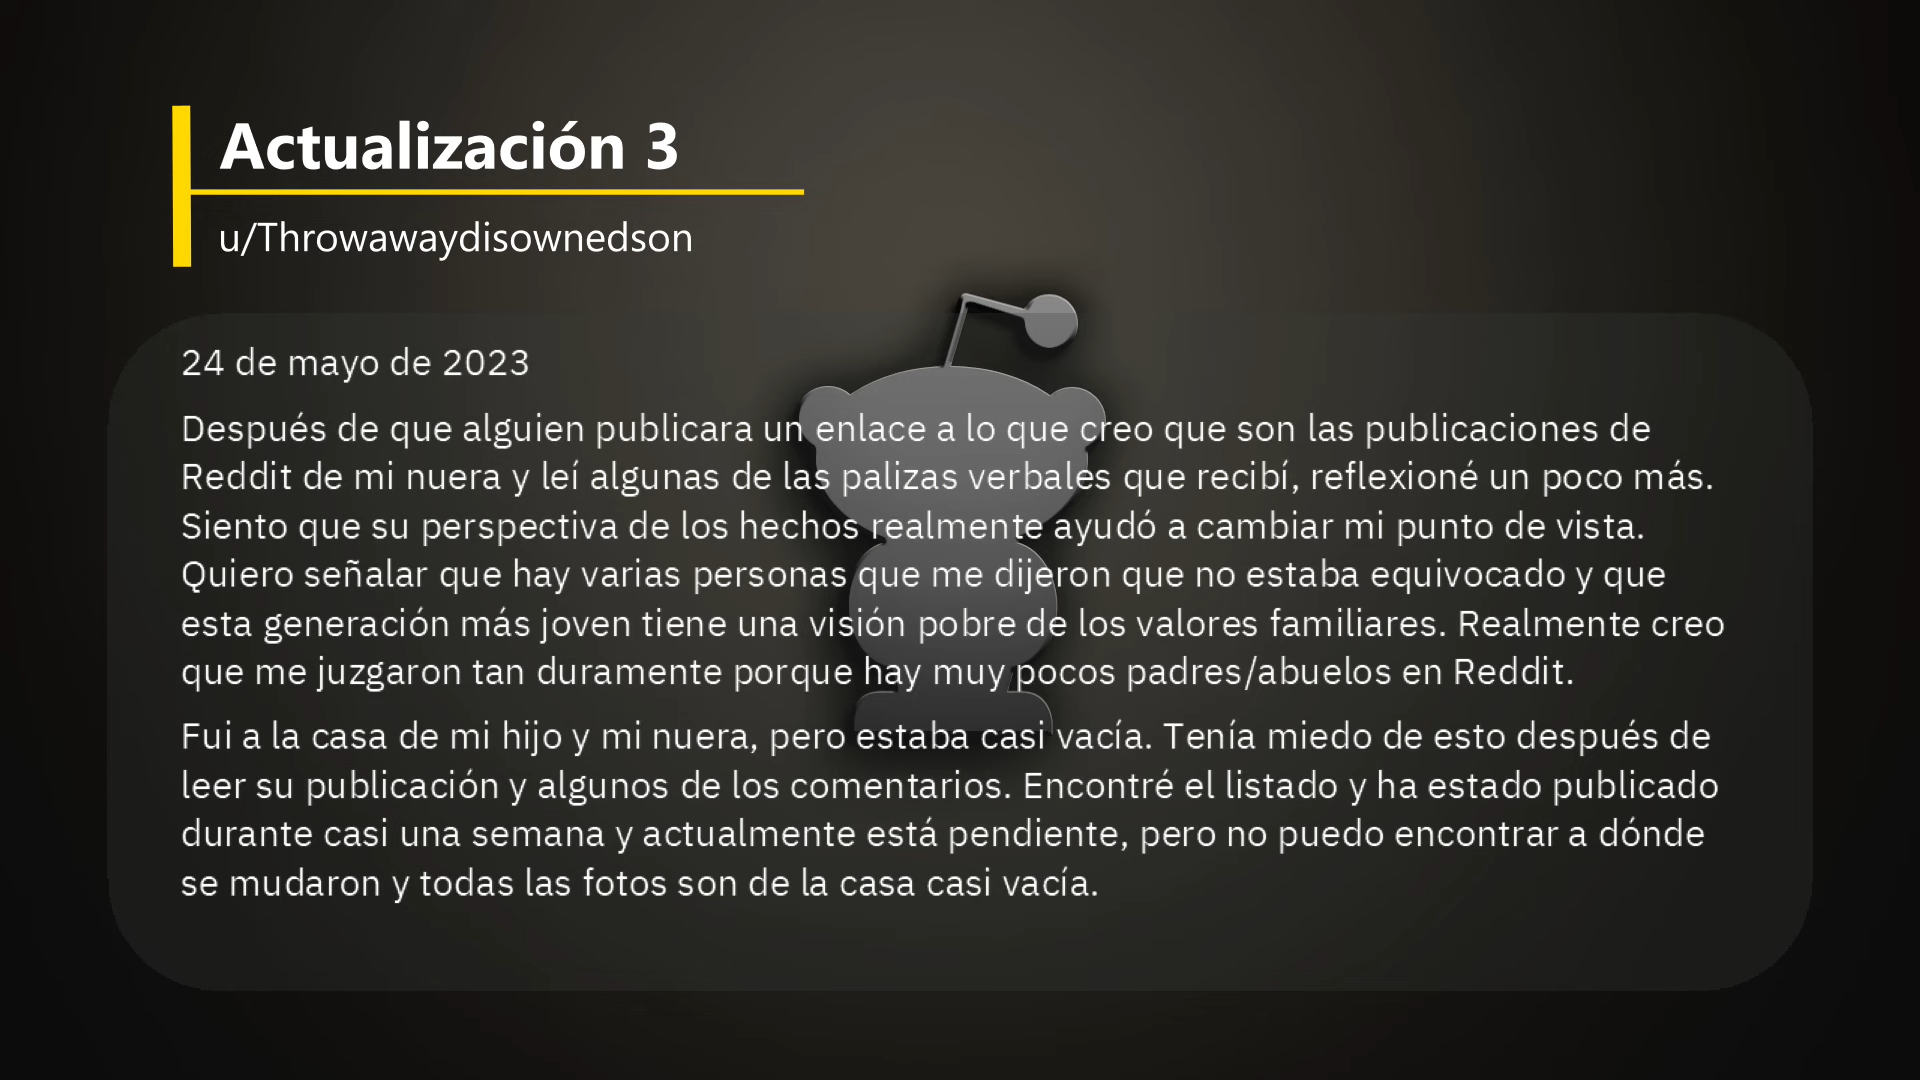 Actualización 3
u/Throwawaydisownedson
24 de mayo de 2023
Después de que alguien publicara un enlace a lo que creo que son las publicaciones de
Reddit de mi nuera y leí algunas de las palizas verbales que recibí, reflexioné un poco más.
Siento que su perspectiva de los hechos realmente ayudó a cambiar mi punto de vista.
Quiero señalar que hay varias personas que me dijeron que no estaba equivocado y que
esta generación más joven tiene una visión pobre de los valores familiares. Realmente creo
que me juzgaron tan duramente porque hay muy pocos padres/abuelos en Reddit.
Fui a la casa de mi hijo y mi nuera, pero estaba casi vacía. Tenía miedo de esto después de
leer su publicación y algunos de los comentarios. Encontré el listado y ha estado publicado
durante casi una semana y actualmente está pendiente, pero no puedo encontrar a dónde
se mudaron y todas las fotos son de la casa casi vacía.